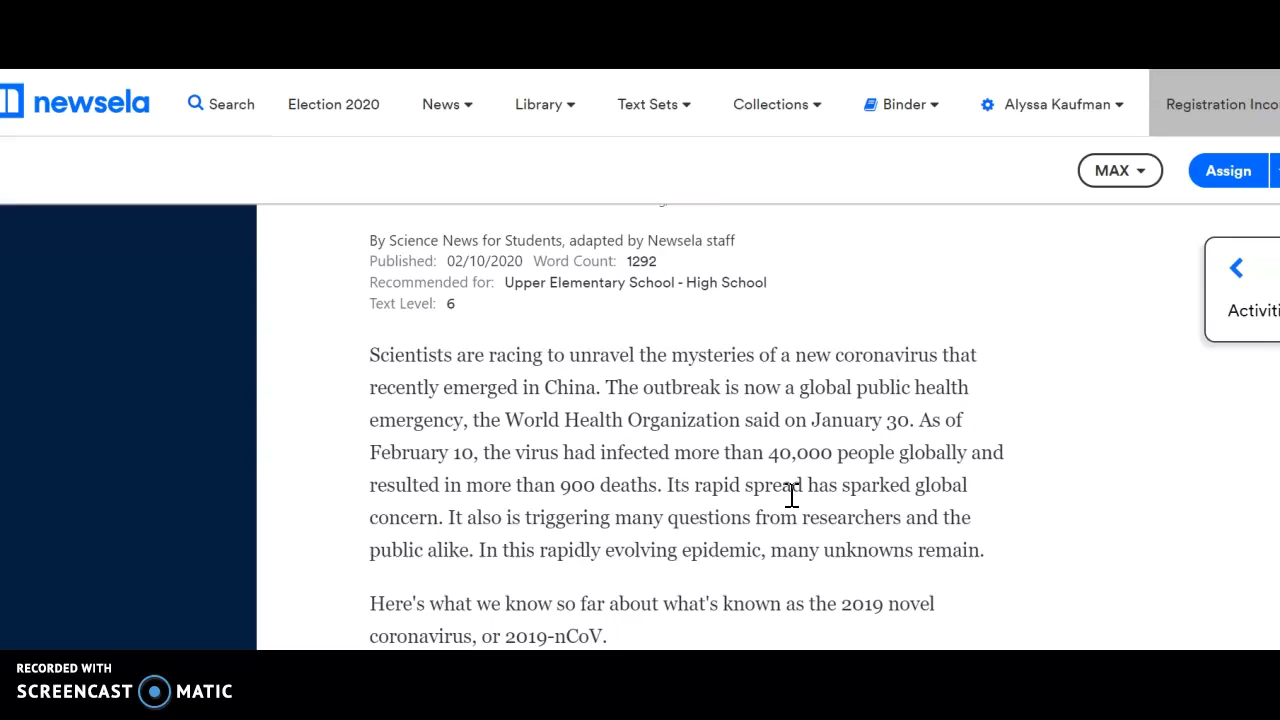 newsela Search Election 2020 News Library Text Sets Collections Binder Alyssa Kaufman Registration Inco
MAX Assign
By Science News for Students, adapted by Newsela staff
Published: 02/10/2020 Word Count: 1292
Recommended for: Upper Elementary School - High School
Text Level: 6
Activiti
Scientists are racing to unravel the mysteries of a new coronavirus that
recently emerged in China. The outbreak is now a global public health
emergency, the World Health Organization said on January 30. As of
February 10, the virus had infected more than 40,000 people globally and
resulted in more than 900 deaths. Its rapid spread has sparked global
concern. It also is triggering many questions from researchers and the
public alike. In this rapidly evolving epidemic, many unknowns remain.
Here's what we know so far about what's known as the 2019 novel
coronavirus, or 2019-nCoV.
RECORDED WITH
SCREENCAST MATIC